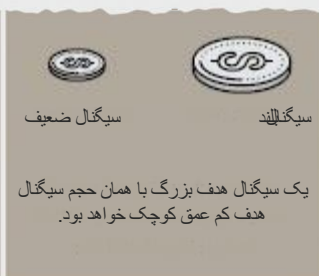 سیگنال ضعیف
سیگنال
یک سیگنال هدف بزرگ با همان حجم سیگنال
هدف کم عمق کوچک خواهد بود.